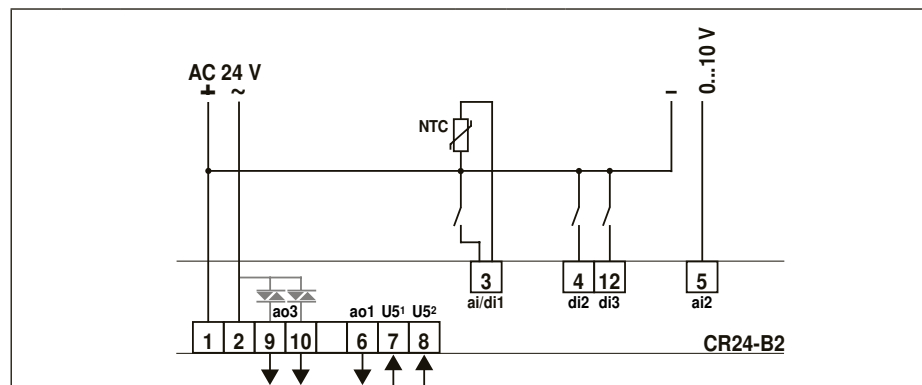 AC 24 V
⊥ ~
NTC
–
0...10 V
3
4 12
5
ai/di1
di2 di3
ai2
ao3
ao1 U5¹ U5²
1 2 9 10 6 7 8
CR24-B2